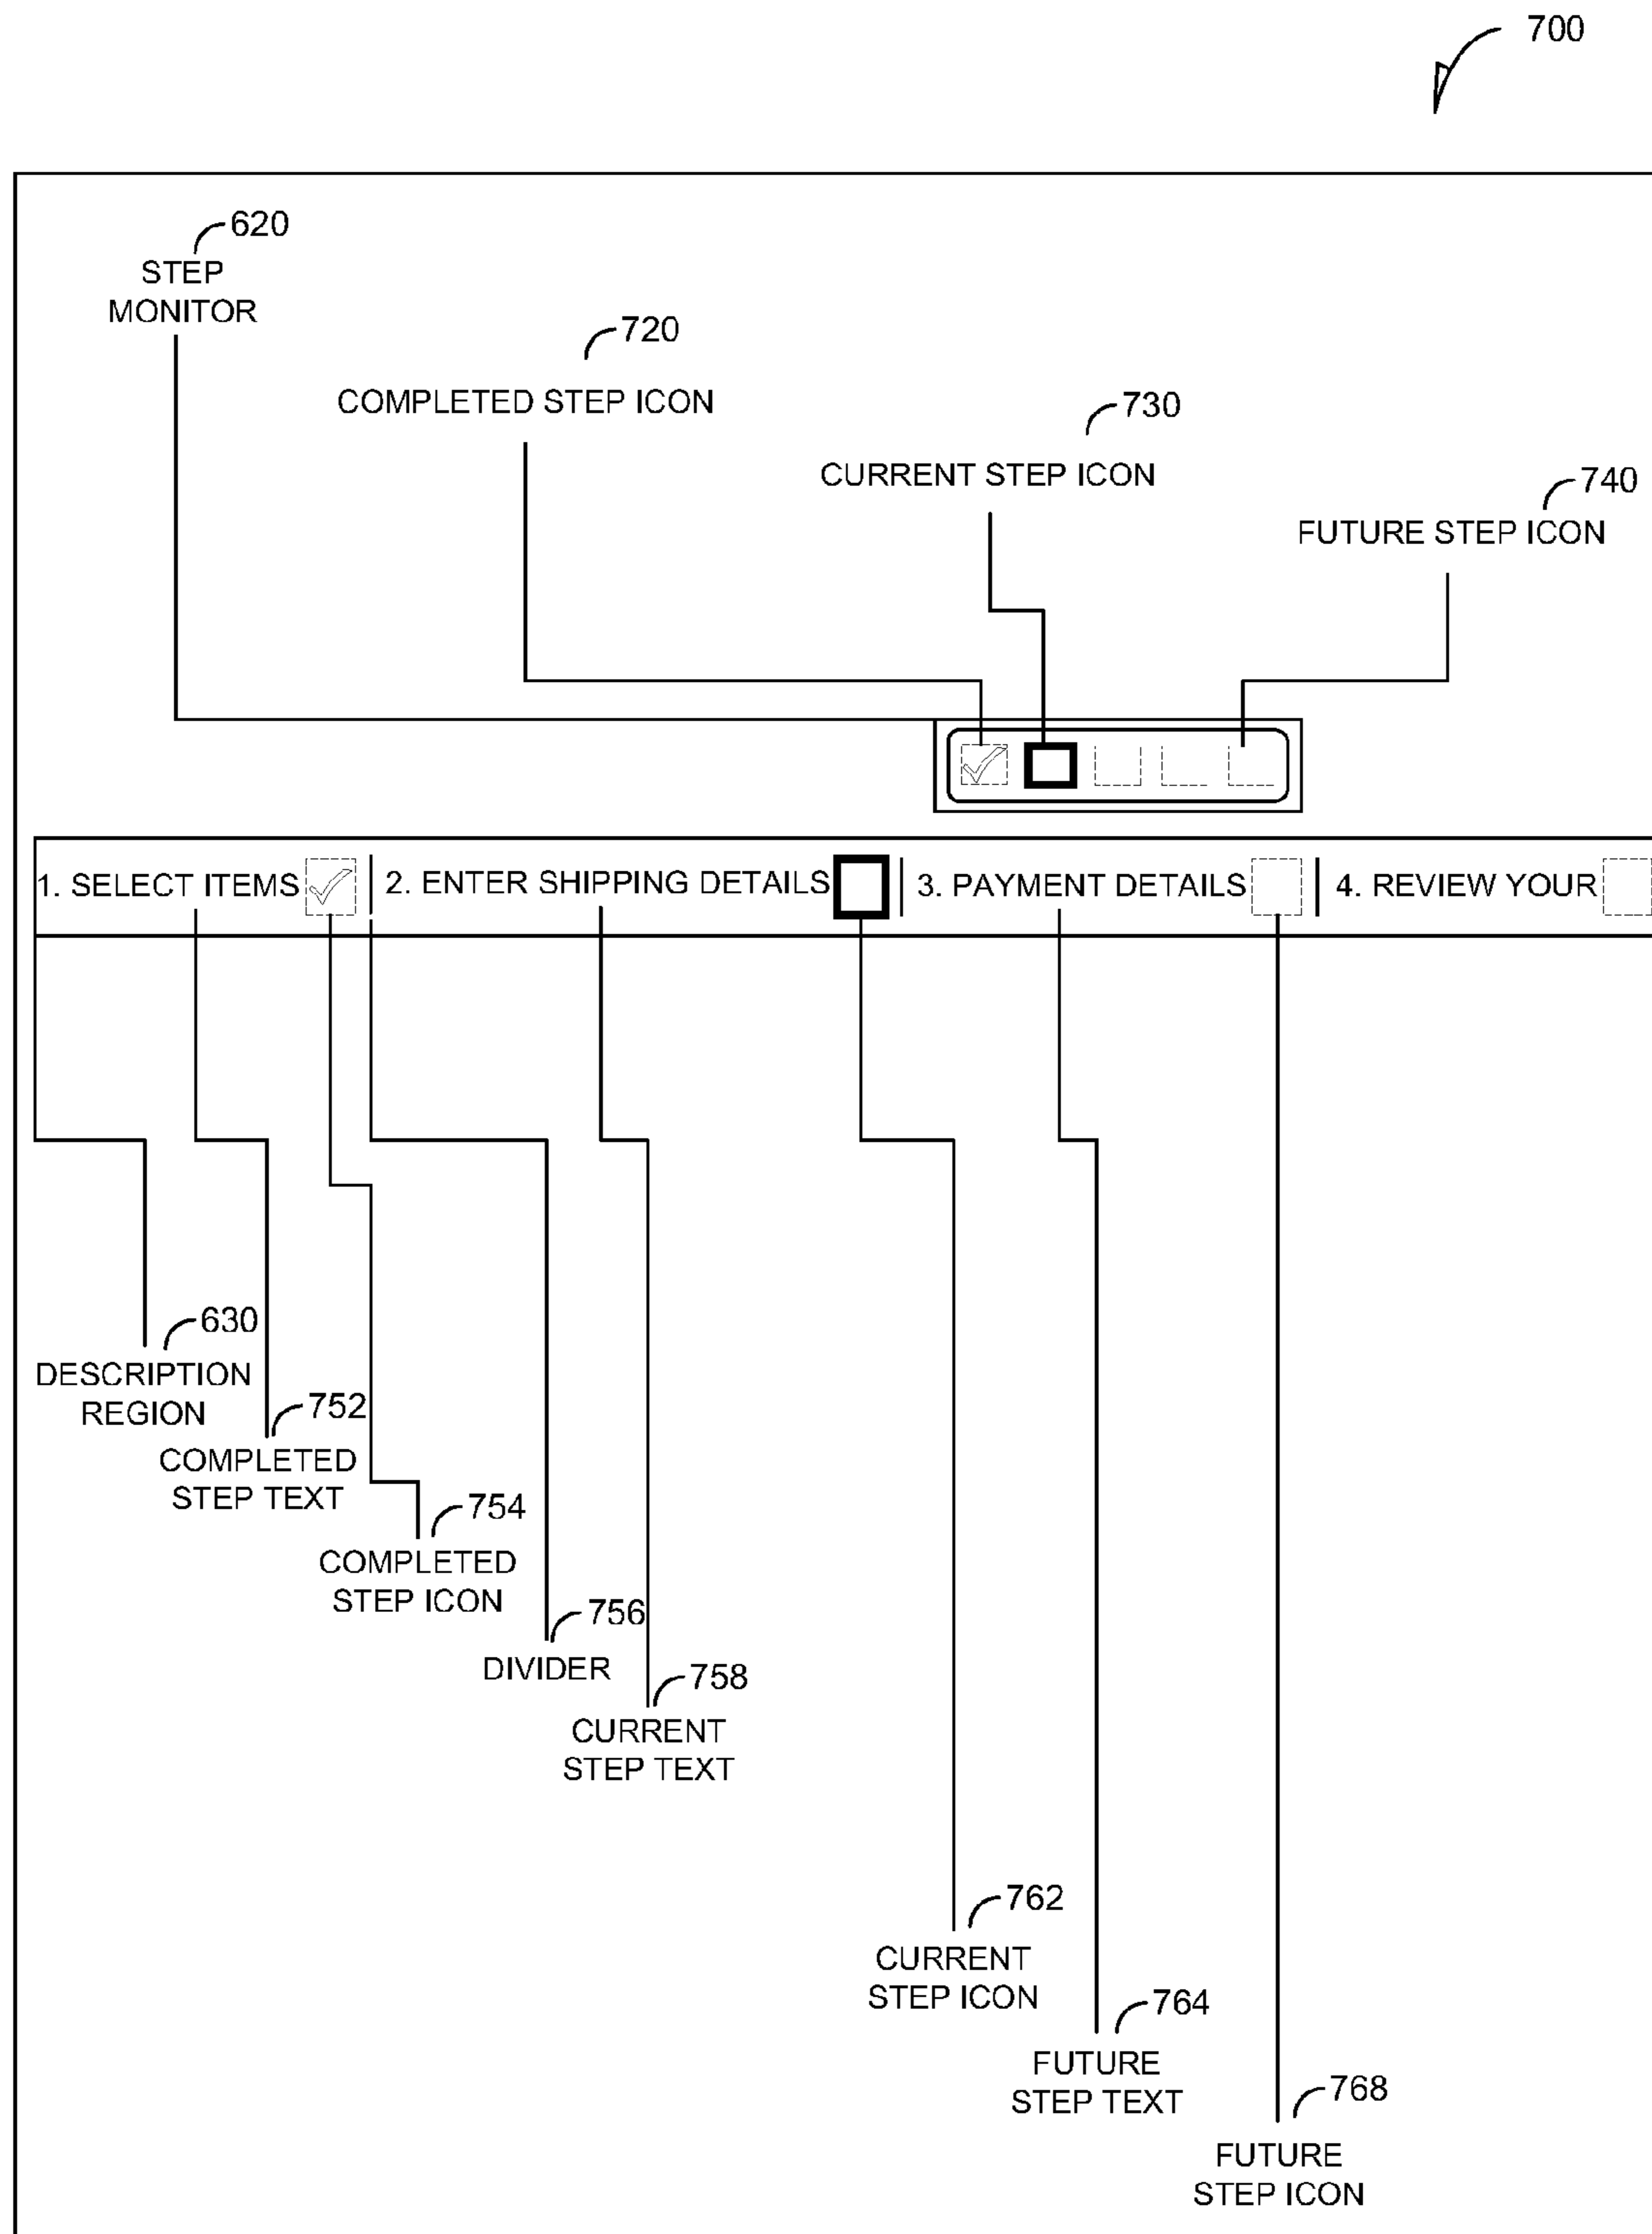 700
620
STEP
MONITOR
720
COMPLETED STEP ICON
730
CURRENT STEP ICON
740
FUTURE STEP ICON
1. SELECT ITEMS | 2. ENTER SHIPPING DETAILS | 3. PAYMENT DETAILS | 4. REVIEW YOUR
630
DESCRIPTION
REGION
752
COMPLETED
STEP TEXT
754
COMPLETED
STEP ICON
756
DIVIDER
758
CURRENT
STEP TEXT
762
CURRENT
STEP ICON
764
FUTURE
STEP TEXT
768
FUTURE
STEP ICON